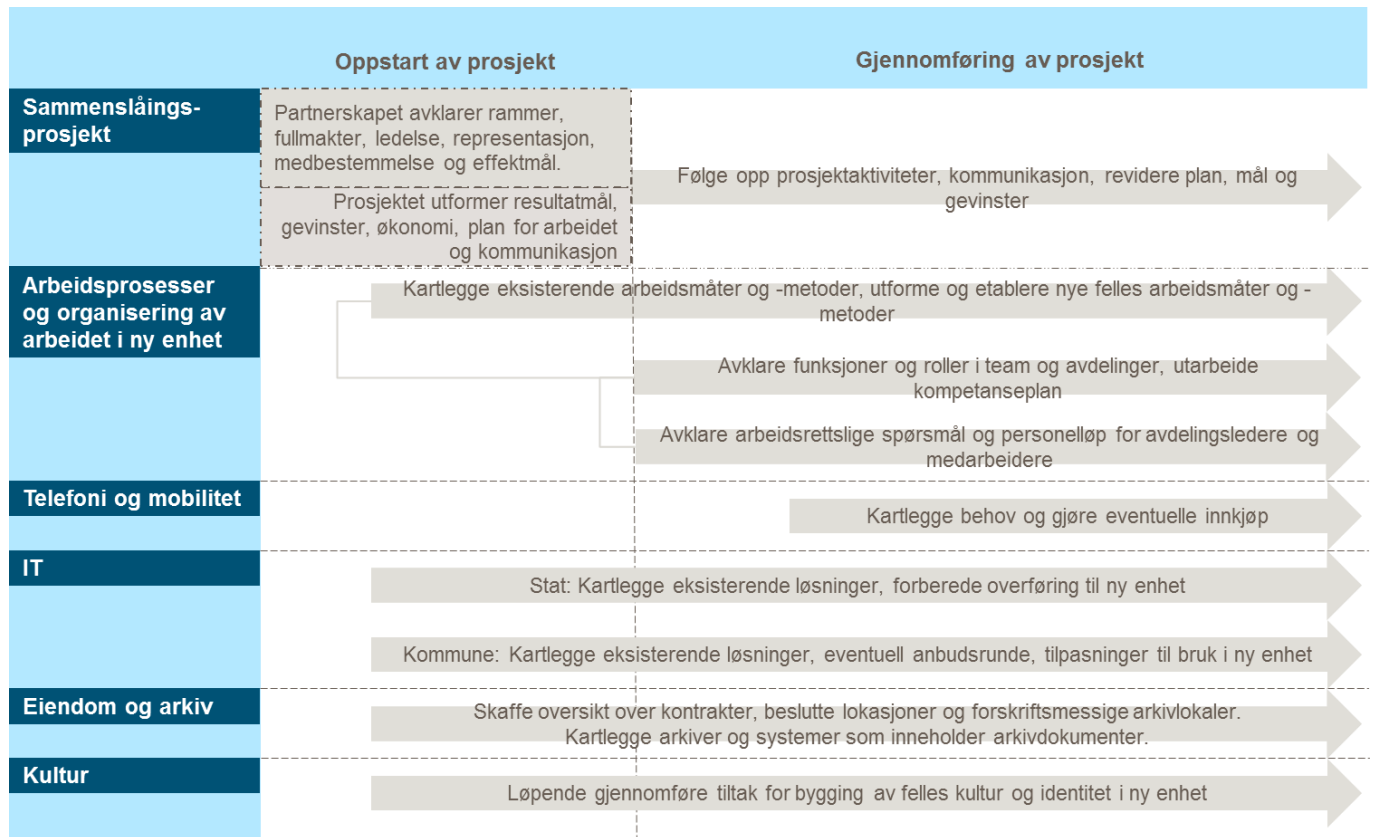 Oppstart av prosjekt
Gjennomføring av prosjekt
Sammenslåings-
prosjekt
Partnerskapet avklarer rammer,
fullmakter, ledelse, representasjon,
medbestemmelse og effektmål.
Prosjektet utformer resultatmål,
gevinster, økonomi, plan for arbeidet
og kommunikasjon
Følge opp prosjektaktiviteter, kommunikasjon, revidere plan, mål og
gevinster
Arbeidsprosesser
og organisering av
arbeidet i ny enhet
Kartlegge eksisterende arbeidsmåter og -metoder, utforme og etablere nye felles arbeidsmåter og -
metoder
Avklare funksjoner og roller i team og avdelinger, utarbeide
kompetanseplan
Avklare arbeidsrettslige spørsmål og personelløp for avdelingsledere og
medarbeidere
Telefoni og mobilitet
Kartlegge behov og gjøre eventuelle innkjøp
IT
Stat: Kartlegge eksisterende løsninger, forberede overføring til ny enhet
Kommune: Kartlegge eksisterende løsninger, eventuell anbudsrunde, tilpasninger til bruk i ny enhet
Eiendom og arkiv
Skaffe oversikt over kontrakter, beslutte lokasjoner og forskriftsmessige arkivlokaler.
Kartlegge arkiver og systemer som inneholder arkivdokumenter.
Kultur
Løpende gjennomføre tiltak for bygging av felles kultur og identitet i ny enhet